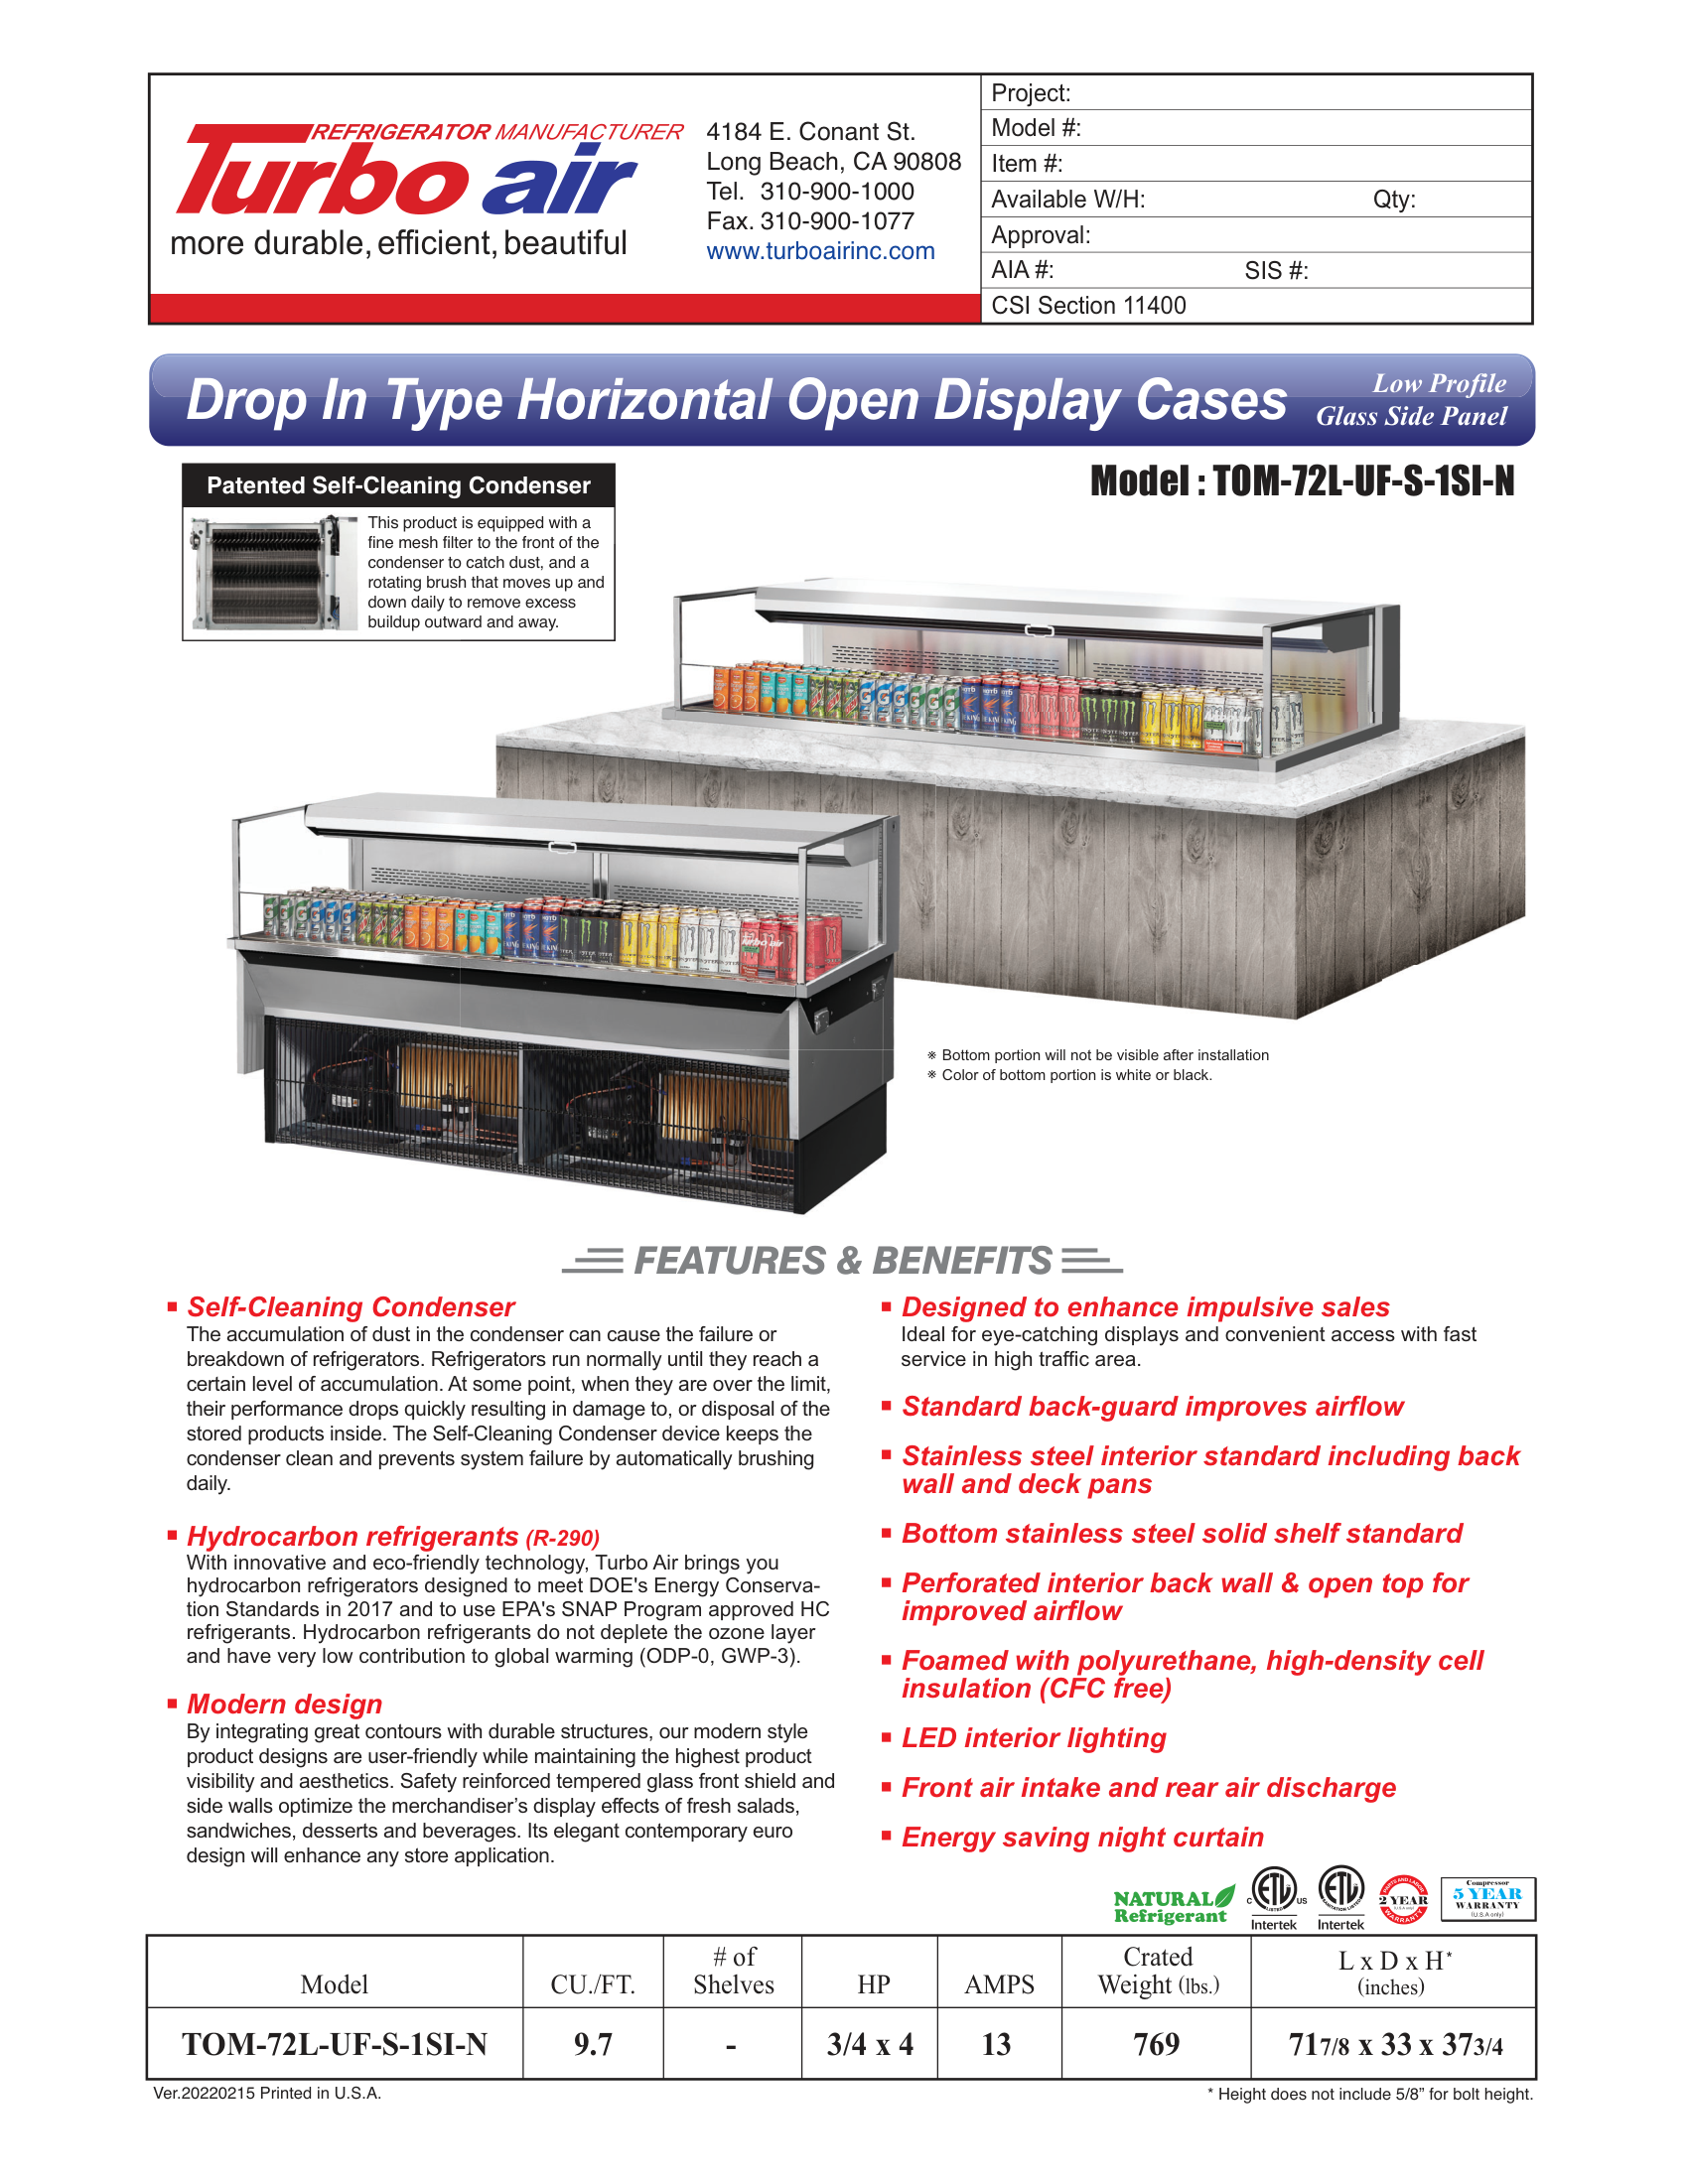 REFRIGERATOR MANUFACTURER
Turbo air
more durable, efficient, beautiful
4184 E. Conant St.
Long Beach, CA 90808
Tel. 310-900-1000
Fax. 310-900-1077
www.turboairinc.com
Project:
Model #:
Item #:
Available W/H: Qty:
Approval:
AIA #: SIS #:
CSI Section 11400
Drop In Type Horizontal Open Display Cases
Low Profile
Glass Side Panel
Patented Self-Cleaning Condenser
This product is equipped with a
fine mesh filter to the front of the
condenser to catch dust, and a
rotating brush that moves up and
down daily to remove excess
buildup outward and away.
Model : TOM-72L-UF-S-1SI-N
※ Bottom portion will not be visible after installation
※ Color of bottom portion is white or black.
FEATURES & BENEFITS
Self-Cleaning Condenser
The accumulation of dust in the condenser can cause the failure or
breakdown of refrigerators. Refrigerators run normally until they reach a
certain level of accumulation. At some point, when they are over the limit,
their performance drops quickly resulting in damage to, or disposal of the
stored products inside. The Self-Cleaning Condenser device keeps the
condenser clean and prevents system failure by automatically brushing
daily.
Hydrocarbon refrigerants (R-290)
With innovative and eco-friendly technology, Turbo Air brings you
hydrocarbon refrigerators designed to meet DOE's Energy Conserva-
tion Standards in 2017 and to use EPA's SNAP Program approved HC
refrigerants. Hydrocarbon refrigerants do not deplete the ozone layer
and have very low contribution to global warming (ODP-0, GWP-3).
Modern design
By integrating great contours with durable structures, our modern style
product designs are user-friendly while maintaining the highest product
visibility and aesthetics. Safety reinforced tempered glass front shield and
side walls optimize the merchandiser's display effects of fresh salads,
sandwiches, desserts and beverages. Its elegant contemporary euro
design will enhance any store application.
Designed to enhance impulsive sales
Ideal for eye-catching displays and convenient access with fast
service in high traffic area.
Standard back-guard improves airflow
Stainless steel interior standard including back
wall and deck pans
Bottom stainless steel solid shelf standard
Perforated interior back wall & open top for
improved airflow
Foamed with polyurethane, high-density cell
insulation (CFC free)
LED interior lighting
Front air intake and rear air discharge
Energy saving night curtain
NATURAL
Refrigerant
C ETL US
LISTED
Intertek
ETL
SANITATION LISTED
Intertek
PARTS AND LABOR
2 YEAR
(U.S.A only)
WARRANTY
Compressor
5 YEAR
WARRANTY
(U.S.A only)
Model CU./FT. # of Shelves HP AMPS Crated Weight (lbs.) L x D x H* (inches)
TOM-72L-UF-S-1SI-N 9.7 - 3/4 x 4 13 769 71 7/8 x 33 x 37 3/4
Ver.20220215 Printed in U.S.A.
* Height does not include 5/8” for bolt height.